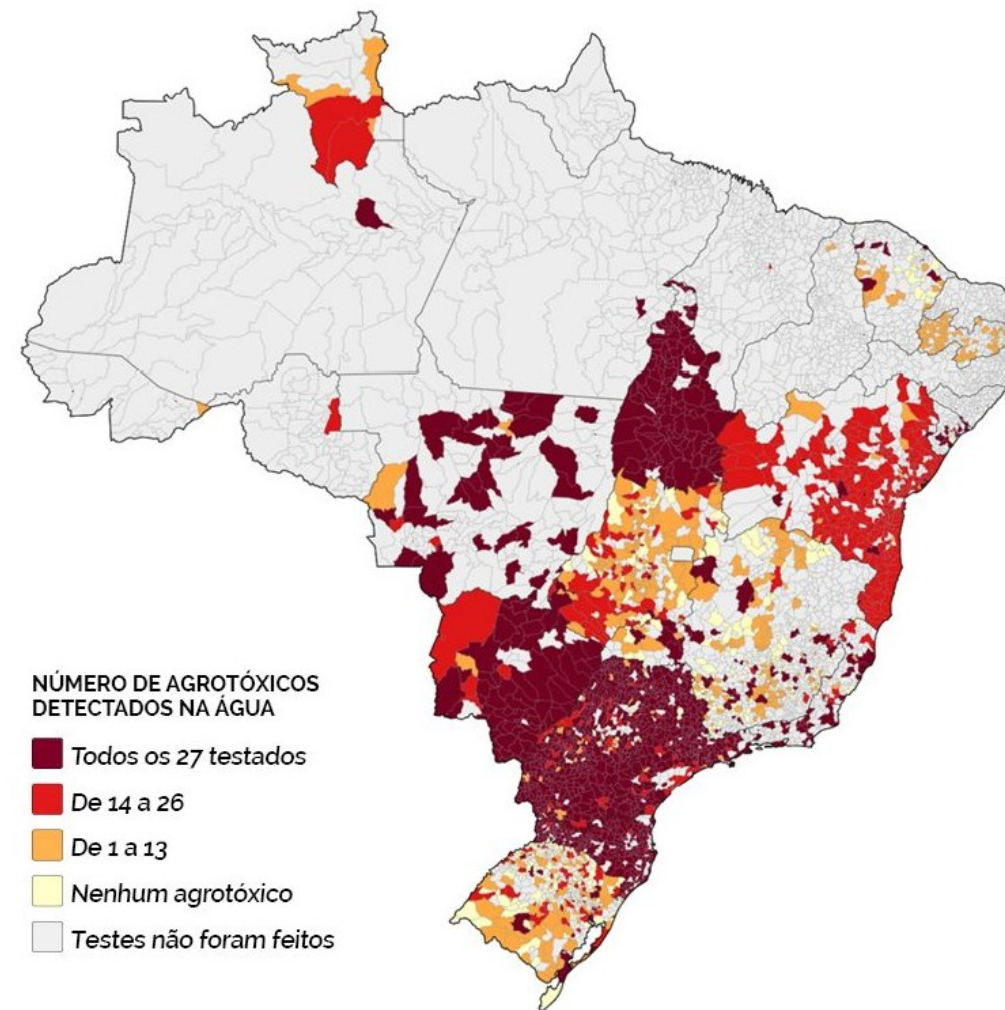 NÚMERO DE AGROTÓXICOS
DETECTADOS NA ÁGUA
Todos os 27 testados
De 14 a 26
De 1 a 13
Nenhum agrotóxico
Testes não foram feitos